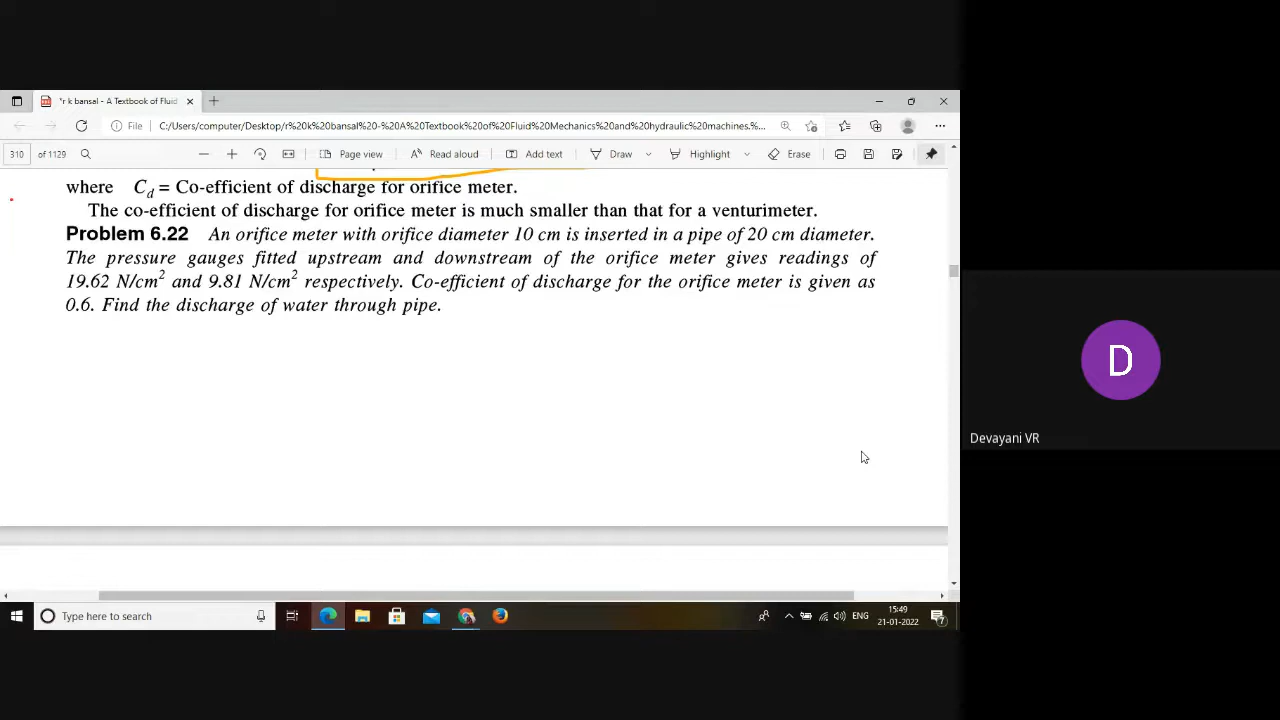 *r k bansal - A Textbook of Fluid
File
C:/Users/computer/Desktop/r%20k%20bansal%20-%20A%20Textbook%20of%20Fluid%20Mechanics%20and%20hydraulic%20machines.%...
310 of 1129
Page view
Read aloud
Add text
Draw
Highlight
Erase
where Cd = Co-efficient of discharge for orifice meter.
The co-efficient of discharge for orifice meter is much smaller than that for a venturimeter.
Problem 6.22 An orifice meter with orifice diameter 10 cm is inserted in a pipe of 20 cm diameter.
The pressure gauges fitted upstream and downstream of the orifice meter gives readings of
19.62 N/cm² and 9.81 N/cm² respectively. Co-efficient of discharge for the orifice meter is given as
0.6. Find the discharge of water through pipe.
D
Devayani VR
Type here to search
ENG
15:49
21-01-2022
7